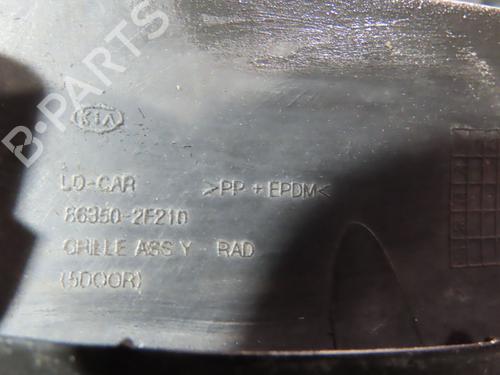 B-PARTS
KIA
LD-CAR >PP + EPDM<
86350-2F210
GRILLE ASS'Y - RAD
(5DOOR)